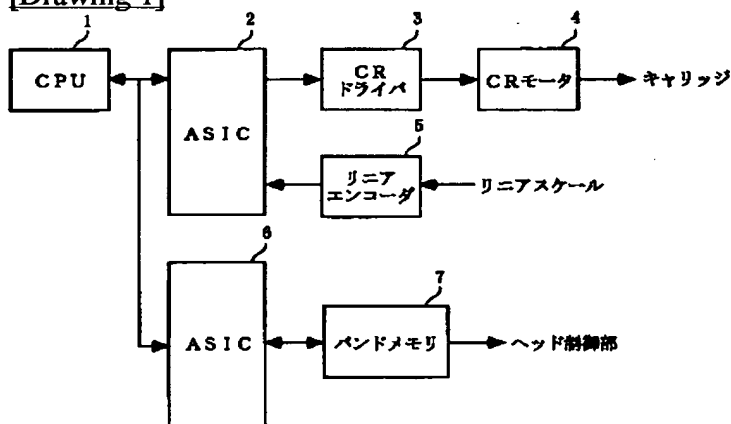 [Drawing 1]
1
2
3
4
CPU
ASIC
CR
ドライバ
CRモータ
キャリッジ
5
リニア
エンコーダ
リニアスケール
6
7
ASIC
バンドメモリ
ヘッド制御部